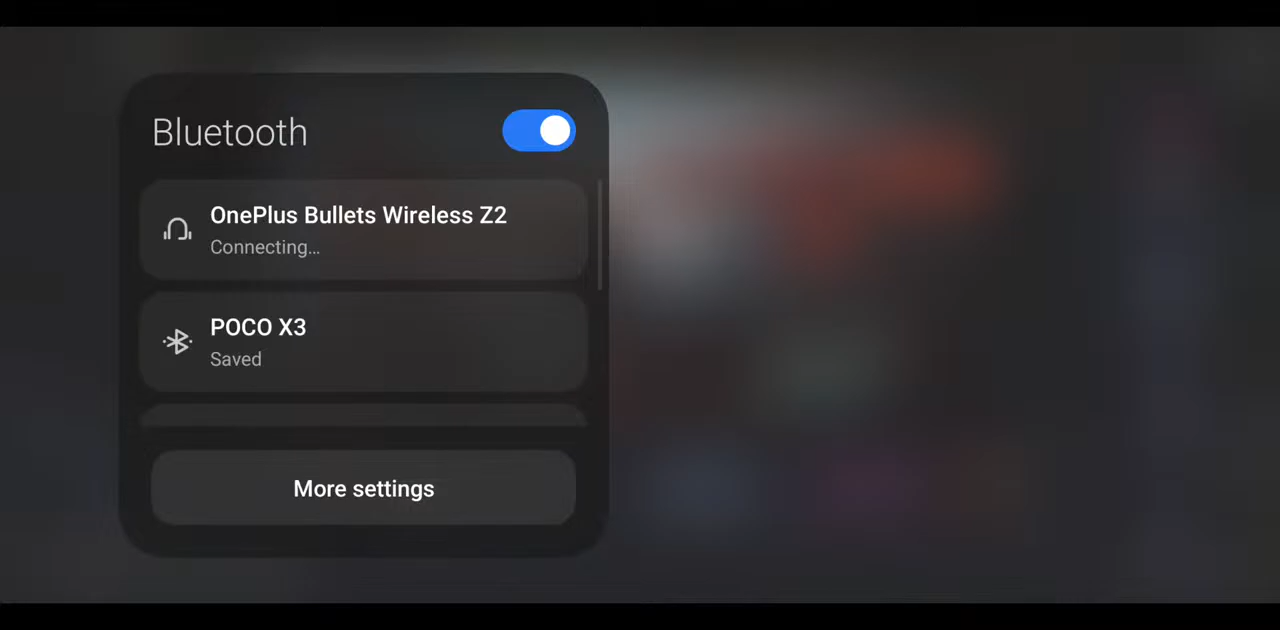 Bluetooth
OnePlus Bullets Wireless Z2
Connecting...
POCO X3
Saved
More settings